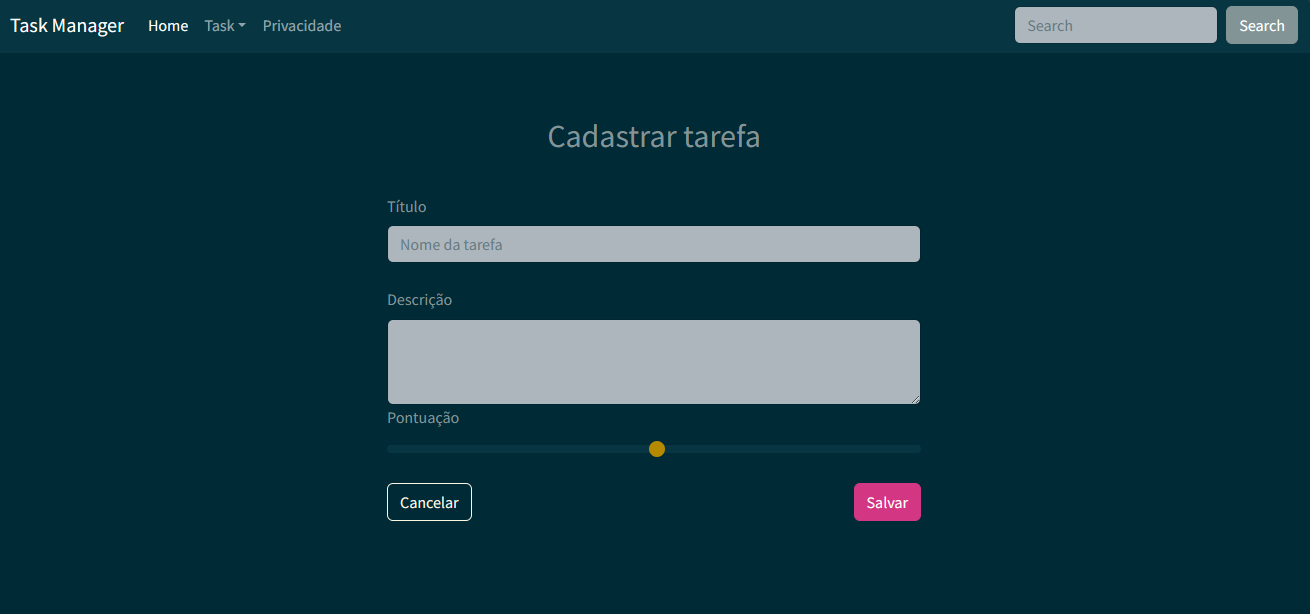 Task Manager Home Task Privacidade Search Search
Cadastrar tarefa
Título
Nome da tarefa
Descrição
Pontuação
Cancelar Salvar